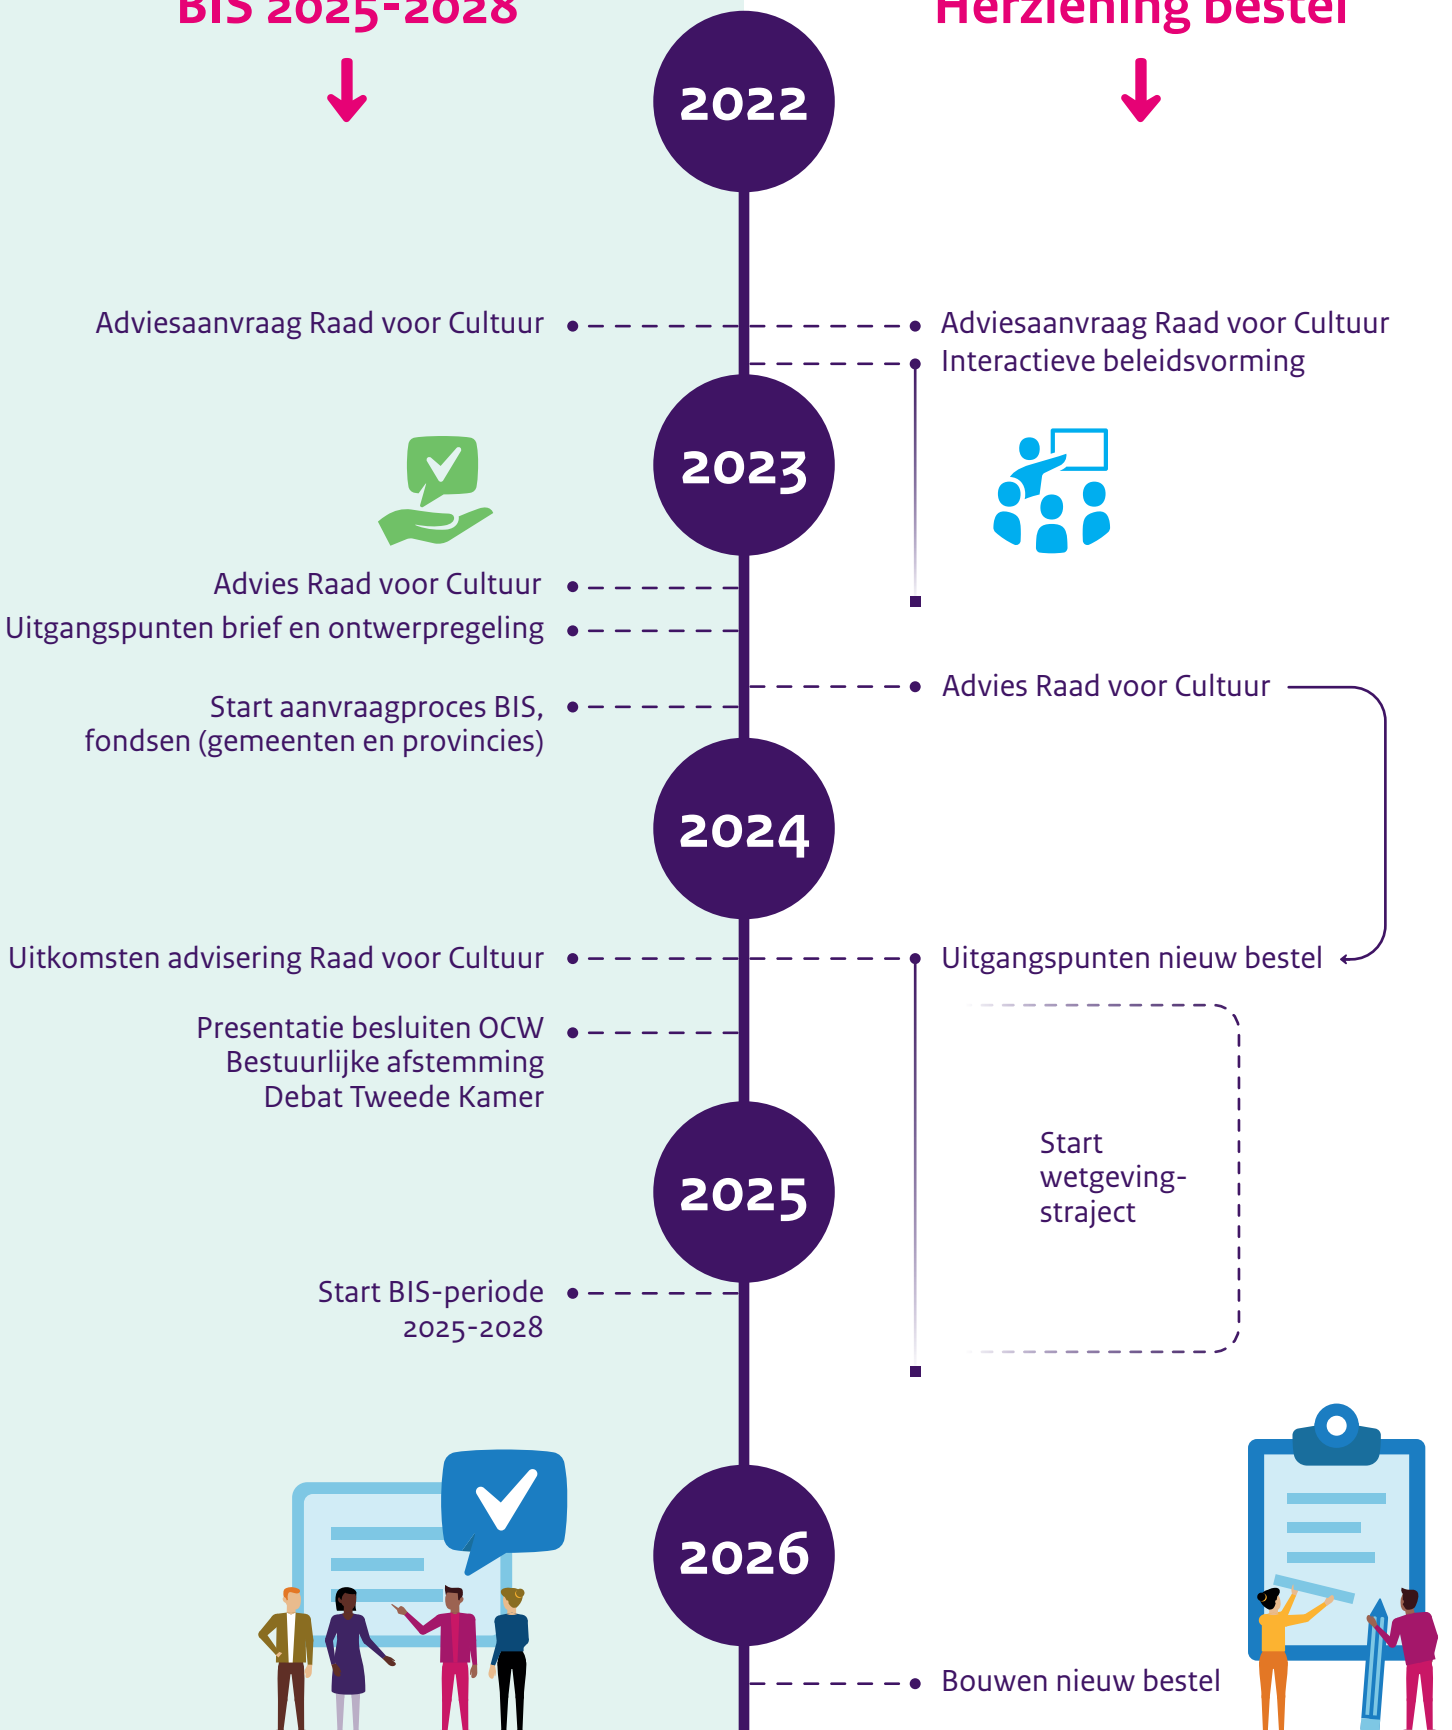 BIS 2025-2028
Herziening bestel
2022
Adviesaanvraag Raad voor Cultuur
Adviesaanvraag Raad voor Cultuur
Interactieve beleidsvorming
2023
Advies Raad voor Cultuur
Uitgangspunten brief en ontwerpregeling
Advies Raad voor Cultuur
Start aanvraagproces BIS,
fondsen (gemeenten en provincies)
2024
Uitkomsten advisering Raad voor Cultuur
Uitgangspunten nieuw bestel
Presentatie besluiten OCW
Bestuurlijke afstemming
Debat Tweede Kamer
Start
wetgeving-
straject
2025
Start BIS-periode
2025-2028
2026
Bouwen nieuw bestel